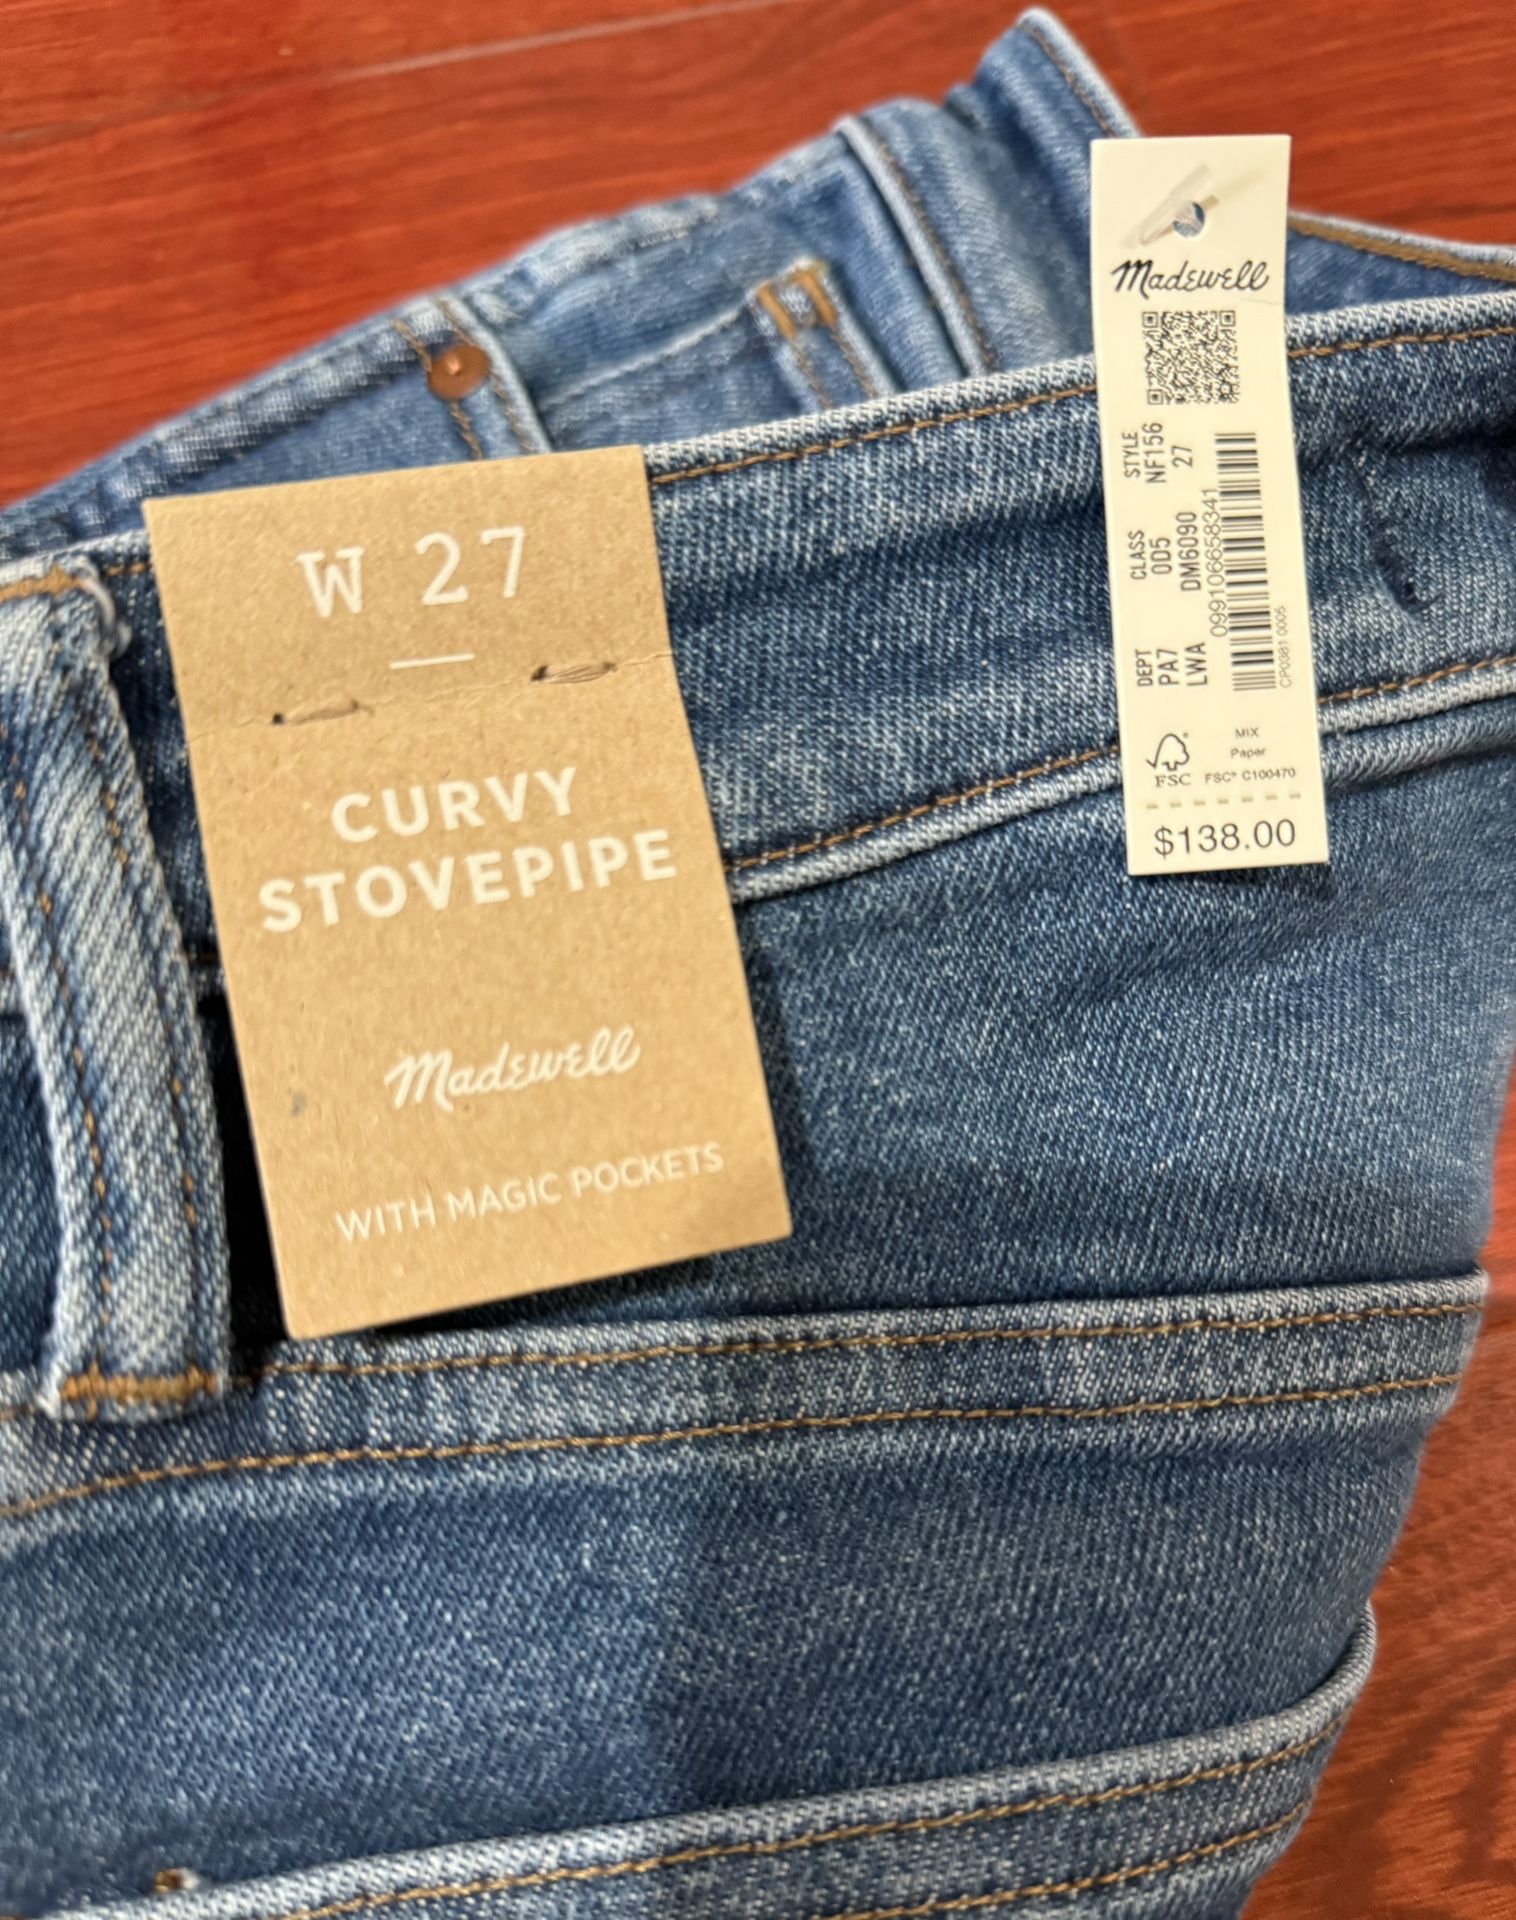 W 27
CURVY
STOVEPIPE
Madewell
WITH MAGIC POCKETS
Madewell
STYLE
NF156
27
CLASS
0D5
DM6090
DEPT
PA7
LWA
099106658341
CP0381 0005
FSC
MIX
Paper
FSC® C100470
$138.00